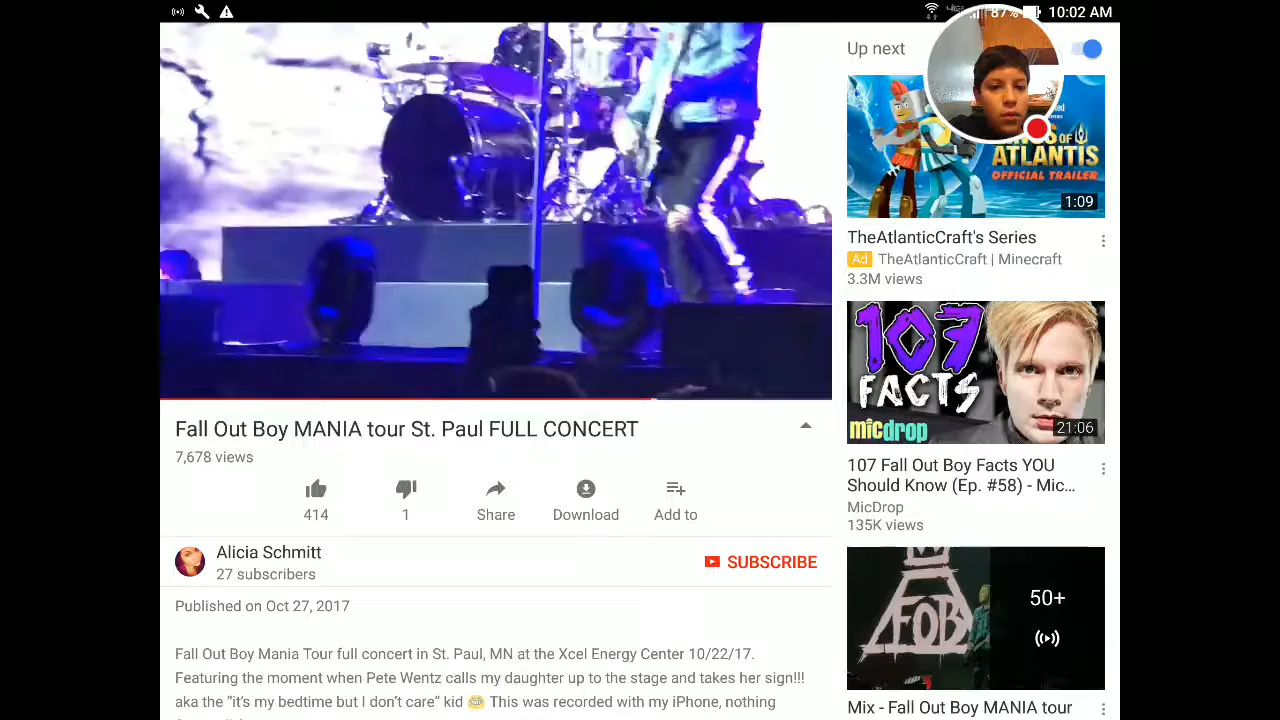 87% 10:02 AM
Up next
OF
ATLANTIS
OFFICIAL TRAILER
1:09
TheAtlanticCraft's Series
Ad TheAtlanticCraft | Minecraft
3.3M views
107
FACTS
micdrop
21:06
107 Fall Out Boy Facts YOU
Should Know (Ep. #58) - Mic...
MicDrop
135K views
FOB
50+
Mix - Fall Out Boy MANIA tour
Fall Out Boy MANIA tour St. Paul FULL CONCERT
7,678 views
414 1 Share Download Add to
Alicia Schmitt
27 subscribers
SUBSCRIBE
Published on Oct 27, 2017
Fall Out Boy Mania Tour full concert in St. Paul, MN at the Xcel Energy Center 10/22/17.
Featuring the moment when Pete Wentz calls my daughter up to the stage and takes her sign!!!
aka the "it's my bedtime but I don't care" kid 😁 This was recorded with my iPhone, nothing